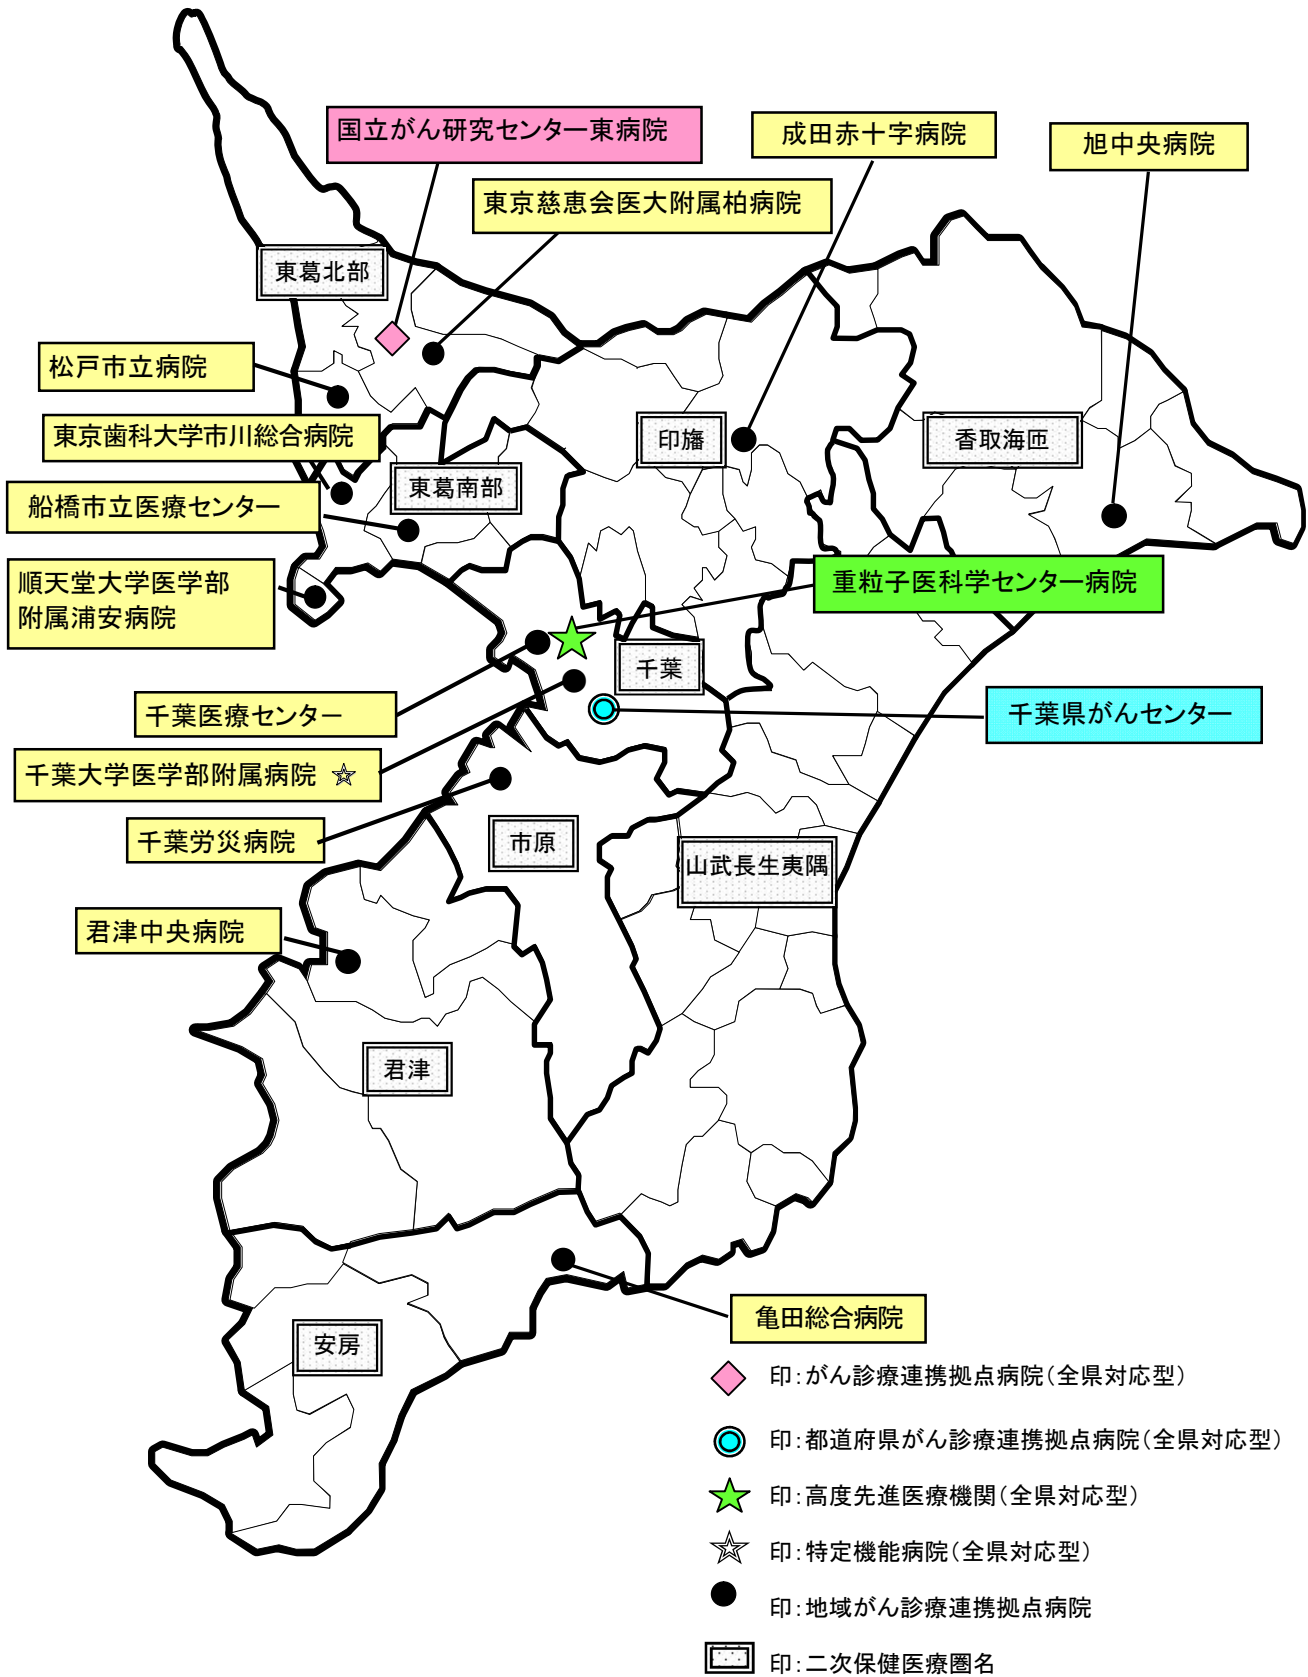 国立がん研究センター東病院
成田赤十字病院
旭中央病院
東京慈恵会医大附属柏病院
東葛北部
松戸市立病院
東京歯科大学市川総合病院
印旛
香取海匝
東葛南部
船橋市立医療センター
順天堂大学医学部
附属浦安病院
重粒子医科学センター病院
千葉
千葉医療センター
千葉県がんセンター
千葉大学医学部附属病院 ☆
千葉労災病院
市原
山武長生夷隅
君津中央病院
君津
亀田総合病院
安房
印：がん診療連携拠点病院（全県対応型）
印：都道府県がん診療連携拠点病院（全県対応型）
印：高度先進医療機関（全県対応型）
印：特定機能病院（全県対応型）
印：地域がん診療連携拠点病院
印：二次保健医療圏名